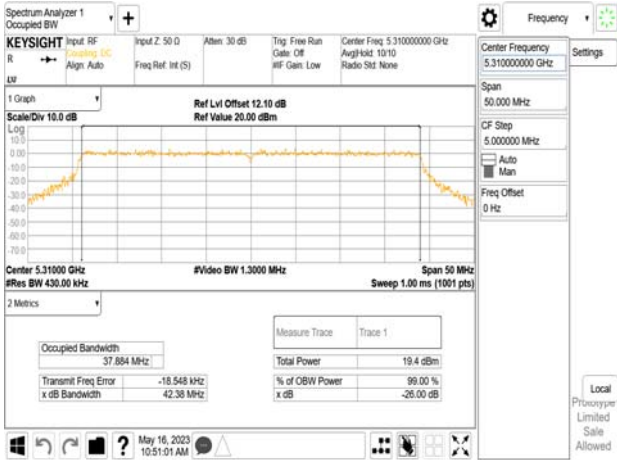 Spectrum Analyzer 1
Occupied BW
Frequency
KEYSIGHT
Input: RF
Coupling: DC
Align: Auto
Input Z: 50 Ω
Freq Ref: Int (S)
Atten: 30 dB
Trig: Free Run
Gate: Off
#IF Gain: Low
Center Freq: 5.310000000 GHz
Avg|Hold: 10/10
Radio Std: None
R
LXI
Center Frequency
5.310000000 GHz
Settings
Span
50.000 MHz
CF Step
5.000000 MHz
Auto
Man
Freq Offset
0 Hz
1 Graph
Scale/Div 10.0 dB
Ref Lvl Offset 12.10 dB
Ref Value 20.00 dBm
Log
10.0
0.00
-10.0
-20.0
-30.0
-40.0
-50.0
-60.0
-70.0
Center 5.31000 GHz
#Res BW 430.00 kHz
#Video BW 1.3000 MHz
Span 50 MHz
Sweep 1.00 ms (1001 pts)
2 Metrics
Measure Trace
Trace 1
Occupied Bandwidth
37.884 MHz
Total Power
19.4 dBm
Transmit Freq Error
-18.548 kHz
% of OBW Power
99.00 %
x dB Bandwidth
42.38 MHz
x dB
-26.00 dB
Local
Prototype
Limited
Sale
Allowed
?
May 16, 2023
10:51:01 AM